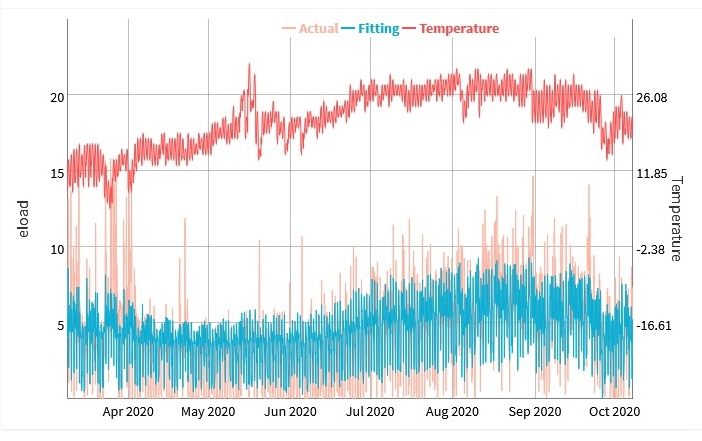 Actual Fitting Temperature
20 26.08
15 11.85
10 -2.38
5 -16.61
eload
Temperature
Apr 2020 May 2020 Jun 2020 Jul 2020 Aug 2020 Sep 2020 Oct 2020